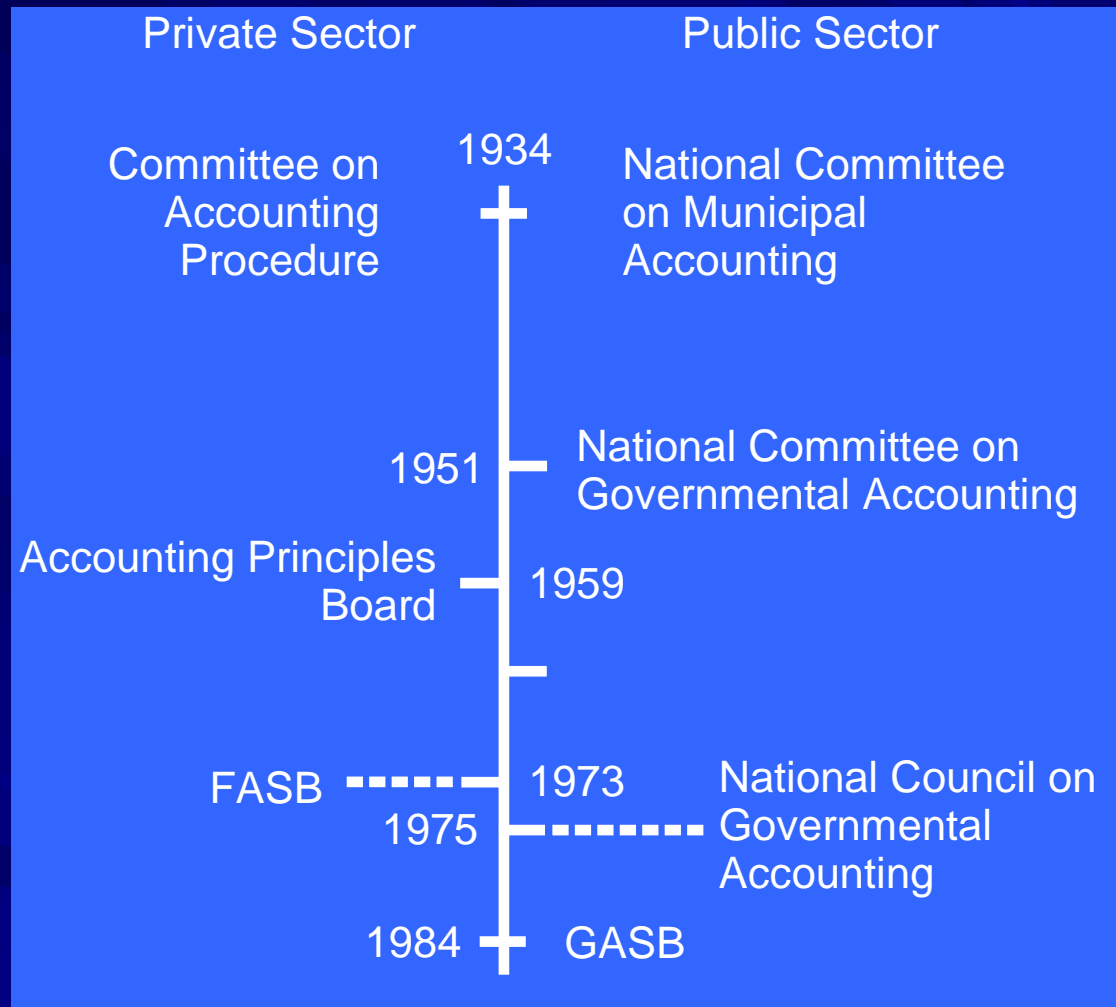 Private Sector
Public Sector
1934
Committee on
Accounting
Procedure
National Committee
on Municipal
Accounting
1951
National Committee on
Governmental Accounting
Accounting Principles
Board
1959
FASB
1973
1975
National Council on
Governmental
Accounting
1984
GASB